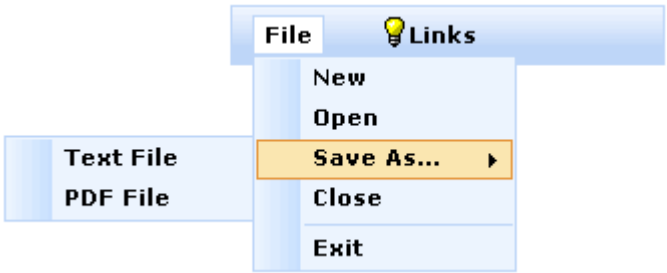 File Links
New
Open
Save As...
Text File
PDF File
Close
Exit